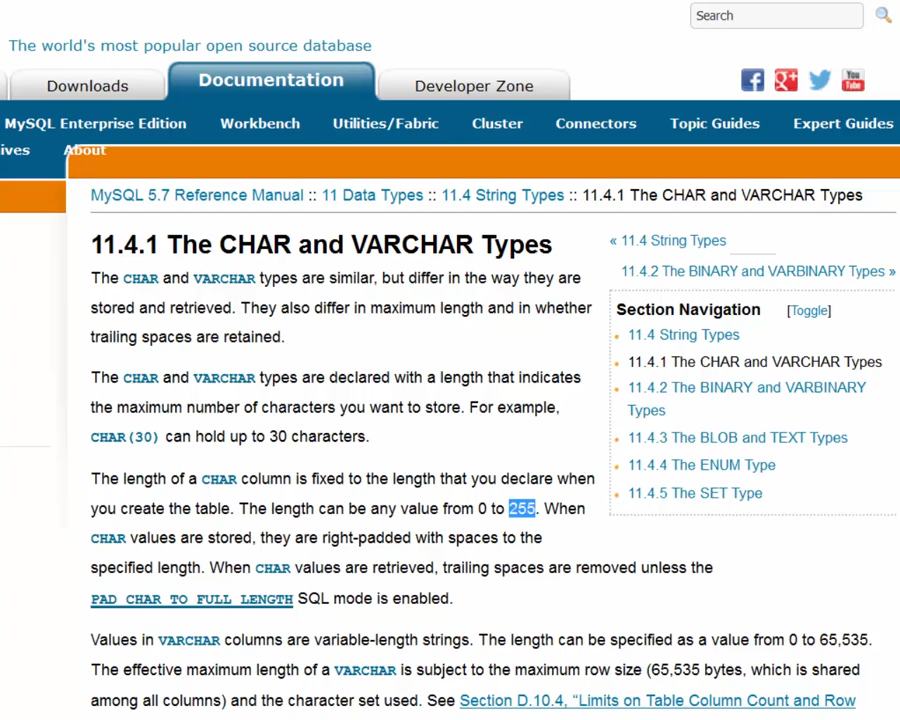 Search
The world's most popular open source database
Downloads
Documentation
Developer Zone
You
Tube
MySQL Enterprise Edition
Workbench
Utilities/Fabric
Cluster
Connectors
Topic Guides
Expert Guides
ives
About
MySQL 5.7 Reference Manual :: 11 Data Types :: 11.4 String Types :: 11.4.1 The CHAR and VARCHAR Types
11.4.1 The CHAR and VARCHAR Types
The CHAR and VARCHAR types are similar, but differ in the way they are
stored and retrieved. They also differ in maximum length and in whether
trailing spaces are retained.
The CHAR and VARCHAR types are declared with a length that indicates
the maximum number of characters you want to store. For example,
CHAR(30) can hold up to 30 characters.
The length of a CHAR column is fixed to the length that you declare when
you create the table. The length can be any value from 0 to 255. When
CHAR values are stored, they are right-padded with spaces to the
specified length. When CHAR values are retrieved, trailing spaces are removed unless the
PAD_CHAR_TO_FULL_LENGTH SQL mode is enabled.
Values in VARCHAR columns are variable-length strings. The length can be specified as a value from 0 to 65,535.
The effective maximum length of a VARCHAR is subject to the maximum row size (65,535 bytes, which is shared
among all columns) and the character set used. See Section D.10.4, “Limits on Table Column Count and Row
« 11.4 String Types
11.4.2 The BINARY and VARBINARY Types »
Section Navigation [Toggle]
11.4 String Types
11.4.1 The CHAR and VARCHAR Types
11.4.2 The BINARY and VARBINARY
Types
11.4.3 The BLOB and TEXT Types
11.4.4 The ENUM Type
11.4.5 The SET Type